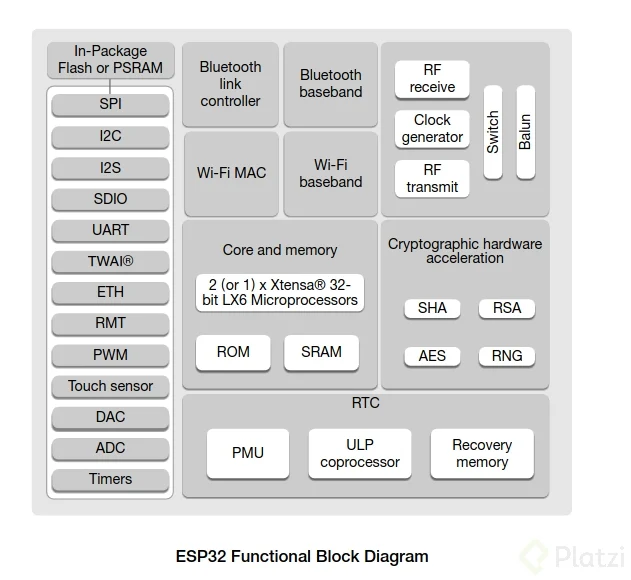 In-Package
Flash or PSRAM
SPI
I2C
I2S
SDIO
UART
TWAI®
ETH
RMT
PWM
Touch sensor
DAC
ADC
Timers
Bluetooth
link
controller
Bluetooth
baseband
Wi-Fi MAC
Wi-Fi
baseband
RF
receive
Clock
generator
RF
transmit
Switch
Balun
Core and memory
2 (or 1) x Xtensa® 32-
bit LX6 Microprocessors
ROM
SRAM
Cryptographic hardware
acceleration
SHA
RSA
AES
RNG
RTC
PMU
ULP
coprocessor
Recovery
memory
ESP32 Functional Block Diagram
Platzi